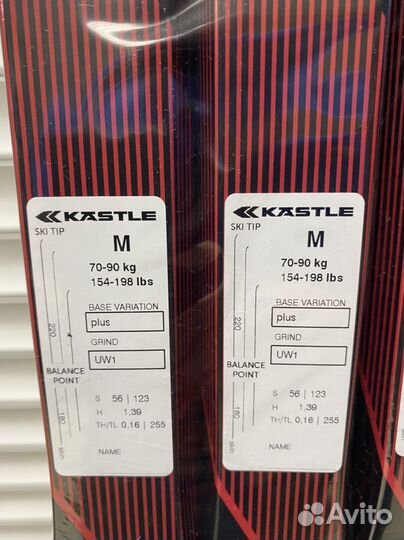 KÄSTLE
SKI TIP
M
70-90 kg
154-198 lbs
BASE VARIATION
plus
GRIND
UW1
220
BALANCE
POINT
180
skin
S 56 | 123
H 1,39
TH/TL 0,16 | 255
NAME
KÄSTLE
SKI TIP
M
70-90 kg
154-198 lbs
BASE VARIATION
plus
GRIND
UW1
220
BALANCE
POINT
180
skin
S 56 | 123
H 1,39
TH/TL 0,16 | 255
NAME
Avito